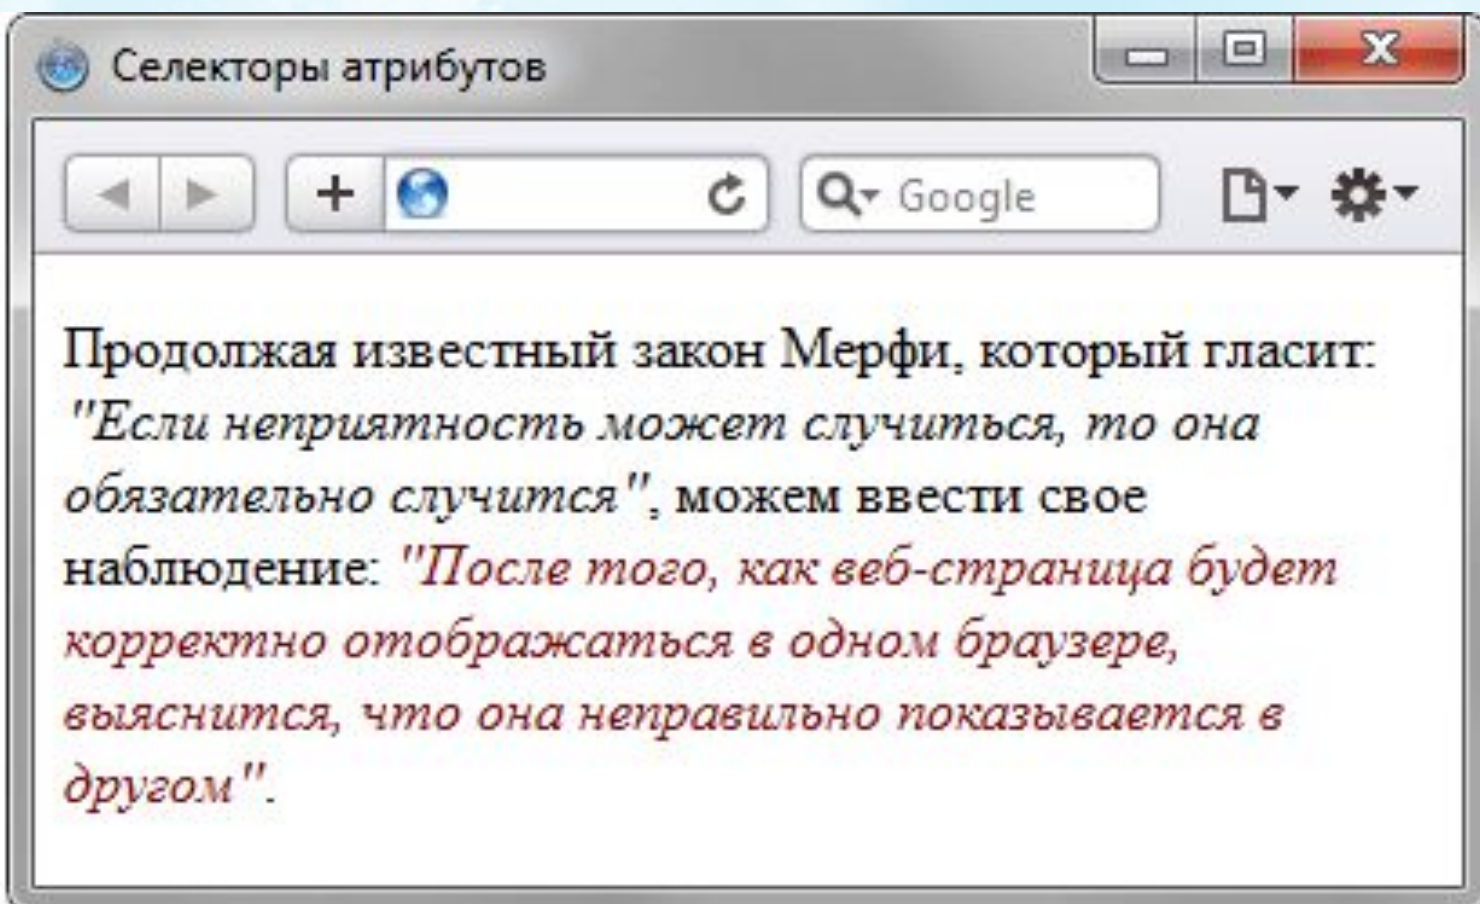 Селекторы атрибутов
Google
Продолжая известный закон Мерфи, который гласит:
"Если неприятность может случиться, то она
обязательно случится", можем ввести свое
наблюдение: "После того, как веб-страница будет
корректно отображаться в одном браузере,
выяснится, что она неправильно показывается в
другом".